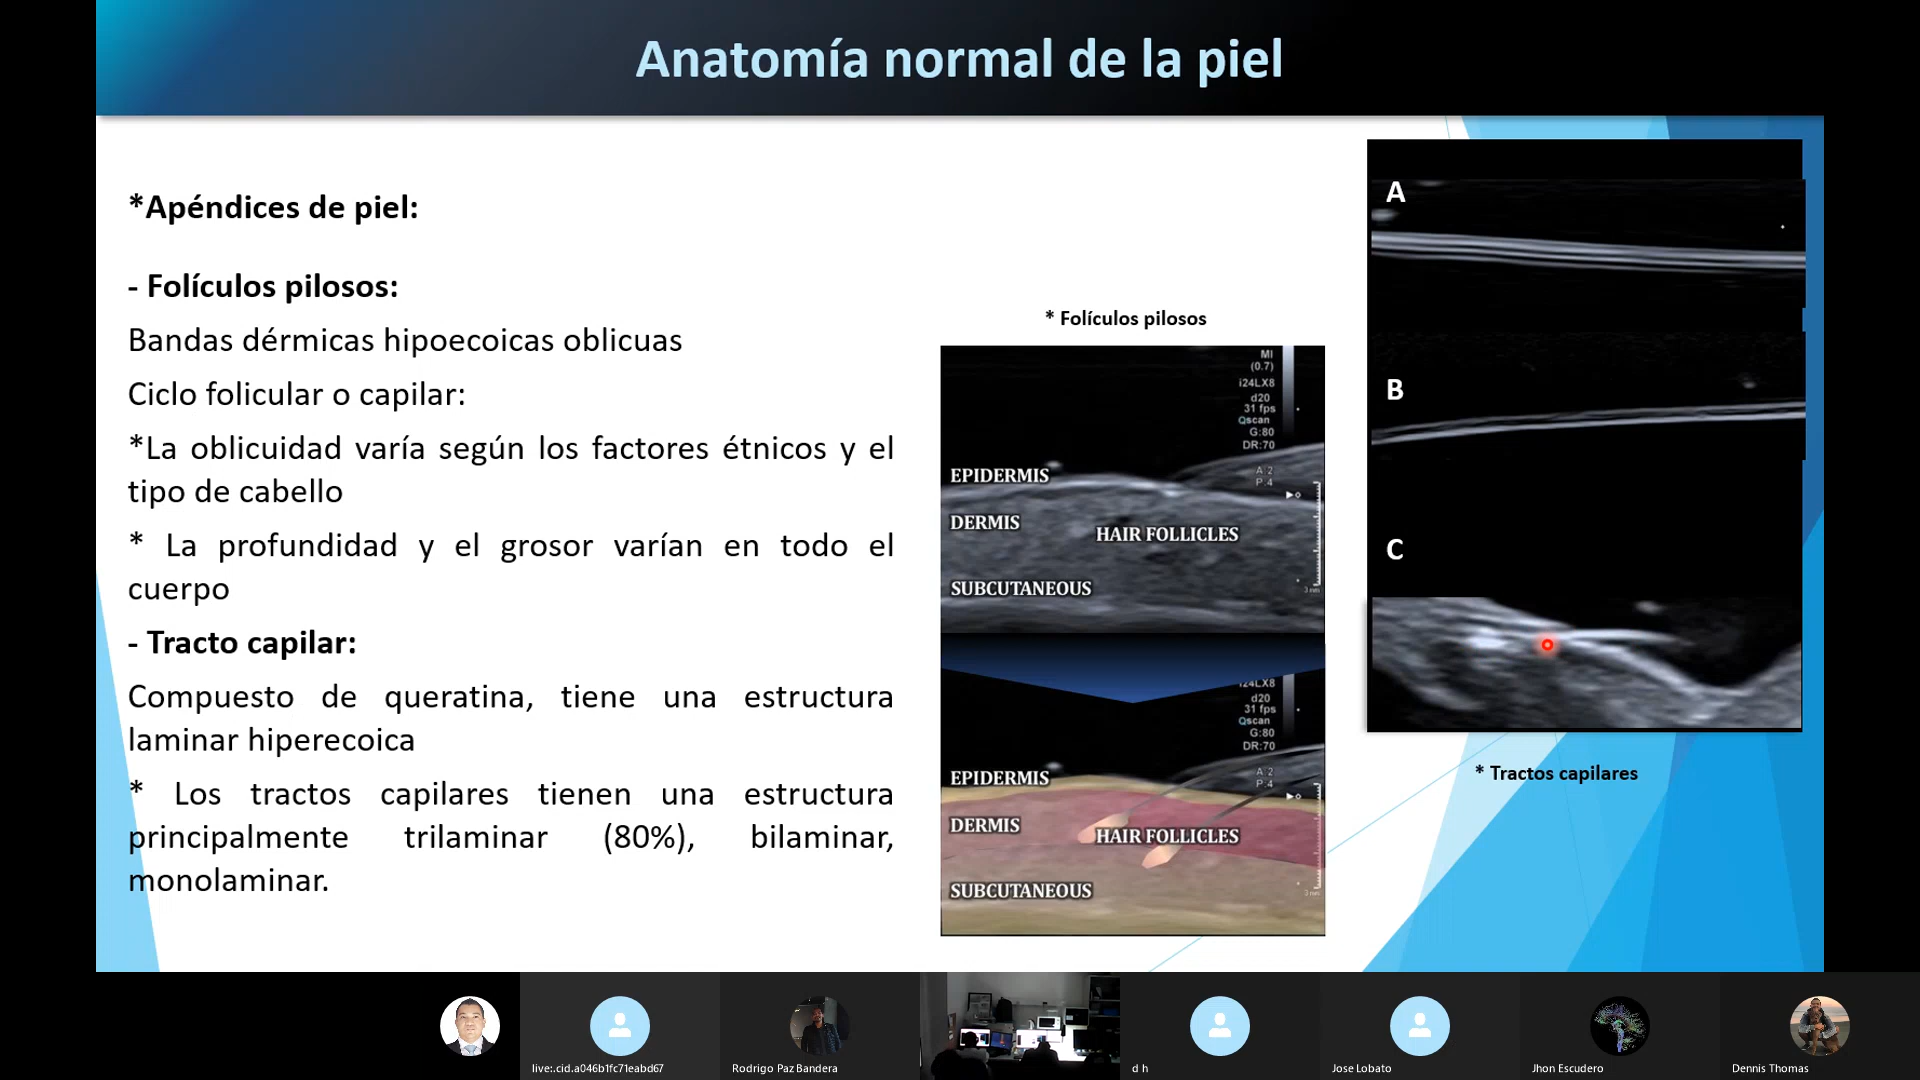 Anatomía normal de la piel
*Apéndices de piel:
- Folículos pilosos:
Bandas dérmicas hipoecoicas oblicuas
Ciclo folicular o capilar:
*La oblicuidad varía según los factores étnicos y el
tipo de cabello
* La profundidad y el grosor varían en todo el
cuerpo
- Tracto capilar:
Compuesto de queratina, tiene una estructura
laminar hiperecoica
* Los tractos capilares tienen una estructura
principalmente trilaminar (80%), bilaminar,
monolaminar.
* Folículos pilosos
MI
(0.7)
i24LX8
d20
31 fps
Qscan
G:80
DR:70
A:2
P:4
EPIDERMIS
DERMIS
HAIR FOLLICLES
SUBCUTANEOUS
3 mm
i24LX8
d20
31 fps
Qscan
G:80
DR:70
A:2
P:4
EPIDERMIS
DERMIS
HAIR FOLLICLES
SUBCUTANEOUS
3 mm
A
B
C
* Tractos capilares
live:.cid.a046b1fc71eabd67
Rodrigo Paz Bandera
d h
Jose Lobato
Jhon Escudero
Dennis Thomas